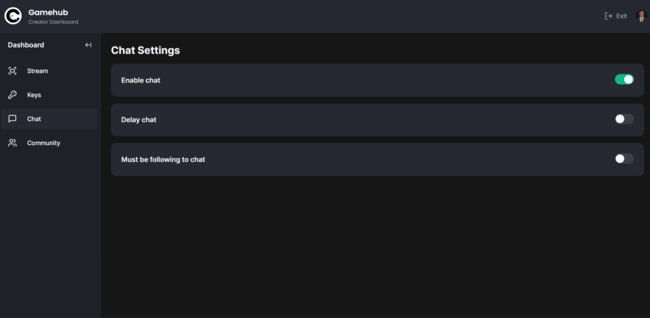 Gamehub
Creator Dashboard
Exit
Dashboard
Stream
Keys
Chat
Community
Chat Settings
Enable chat
Delay chat
Must be following to chat